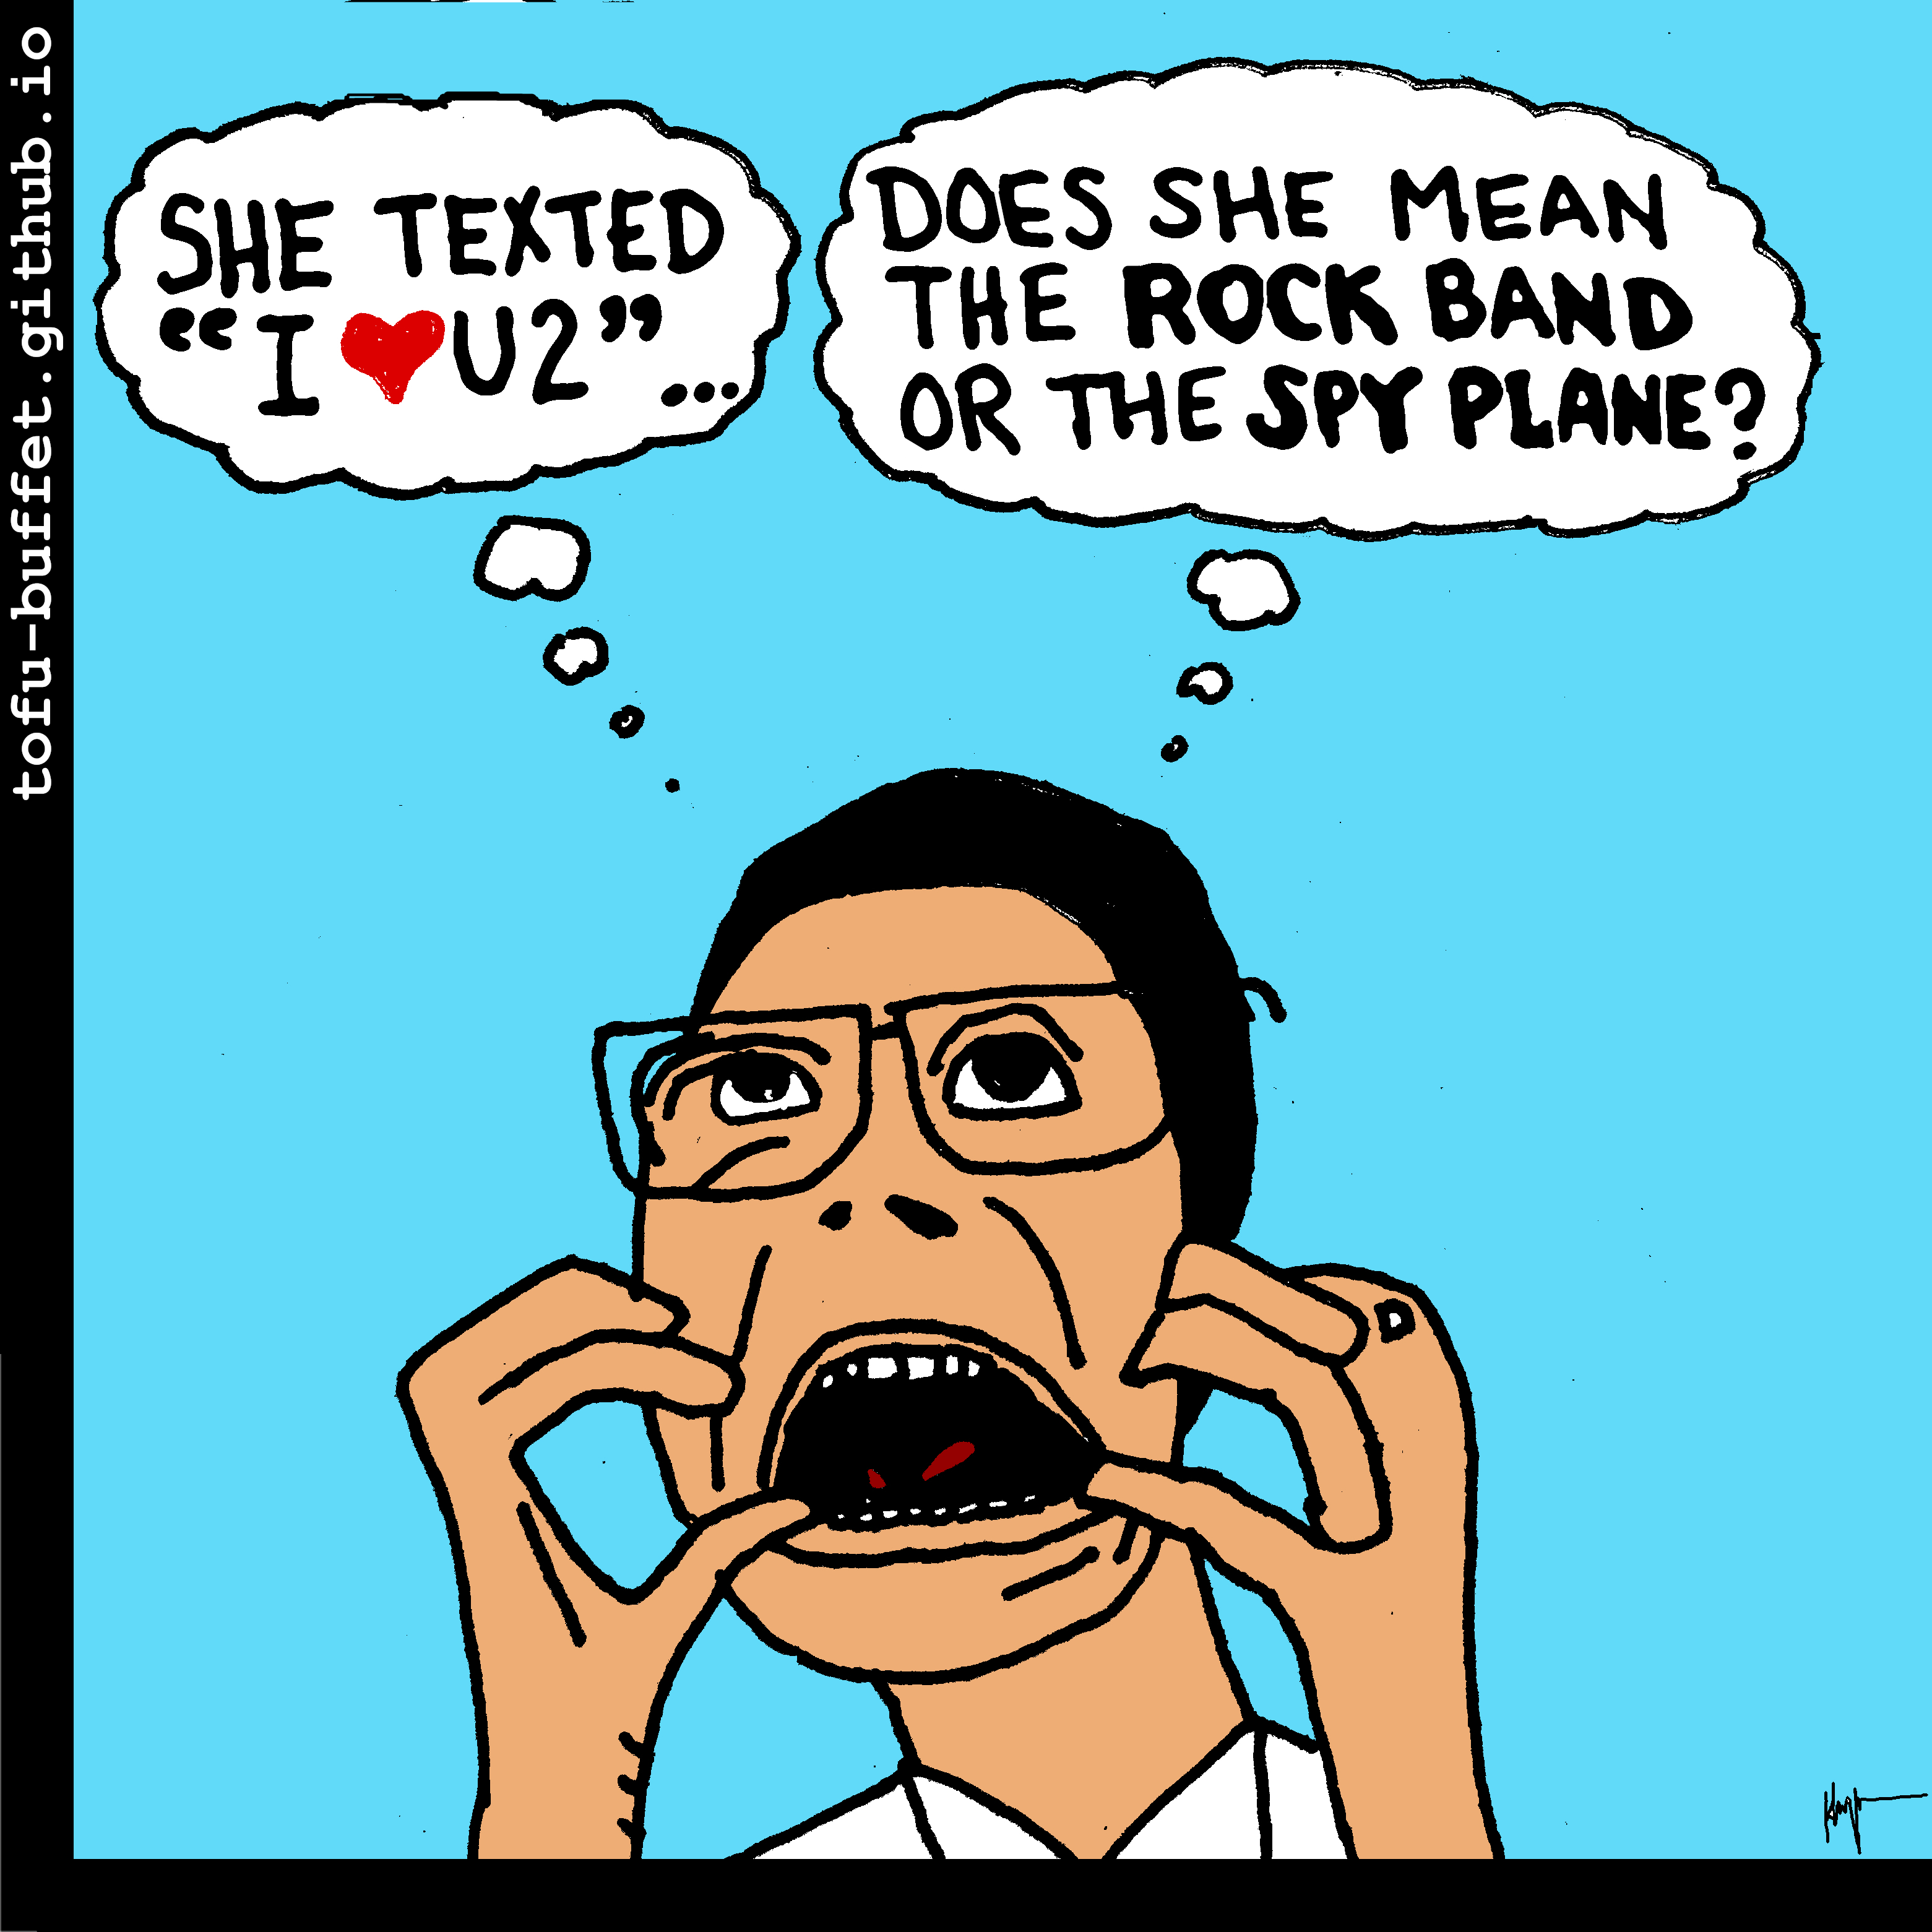 SHE TEXTED
“I ❤U2” ...
DOES SHE MEAN
THE ROCK BAND
OR THE SPY PLANE?
tofu-buffet.github.io